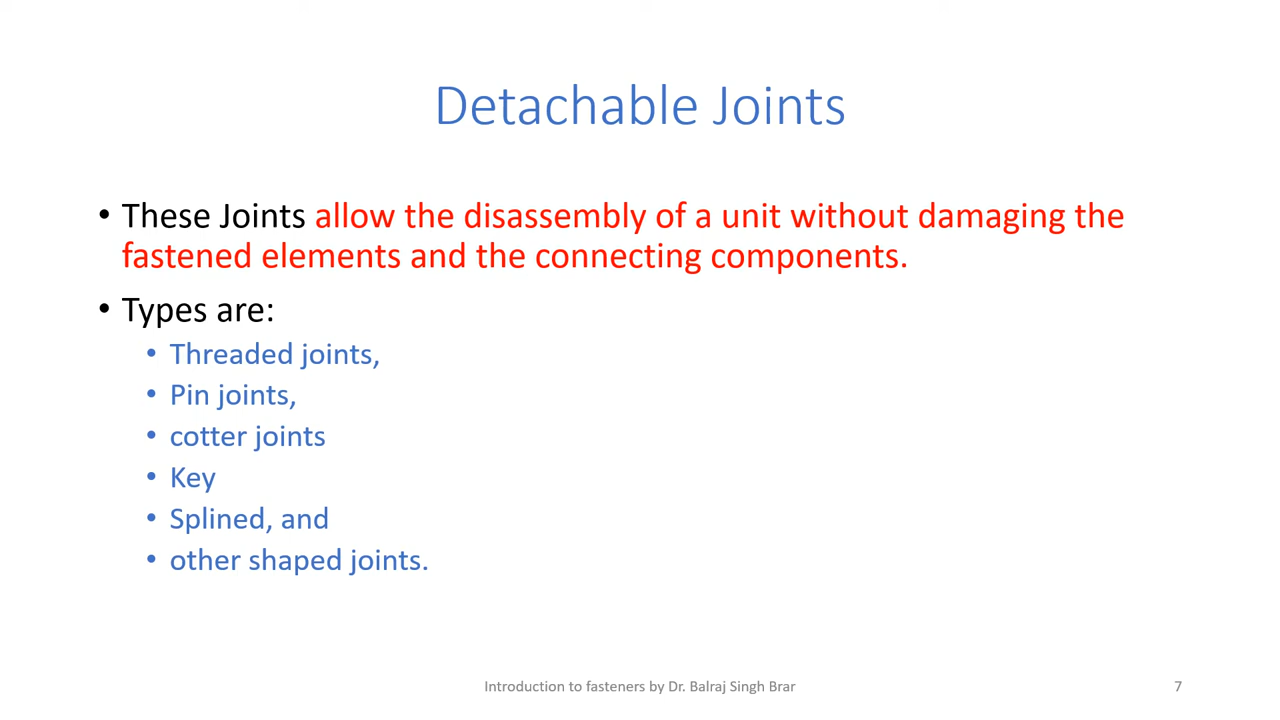 Detachable Joints
• These Joints allow the disassembly of a unit without damaging the
fastened elements and the connecting components.
• Types are:
• Threaded joints,
• Pin joints,
• cotter joints
• Key
• Splined, and
• other shaped joints.
Introduction to fasteners by Dr. Balraj Singh Brar
7